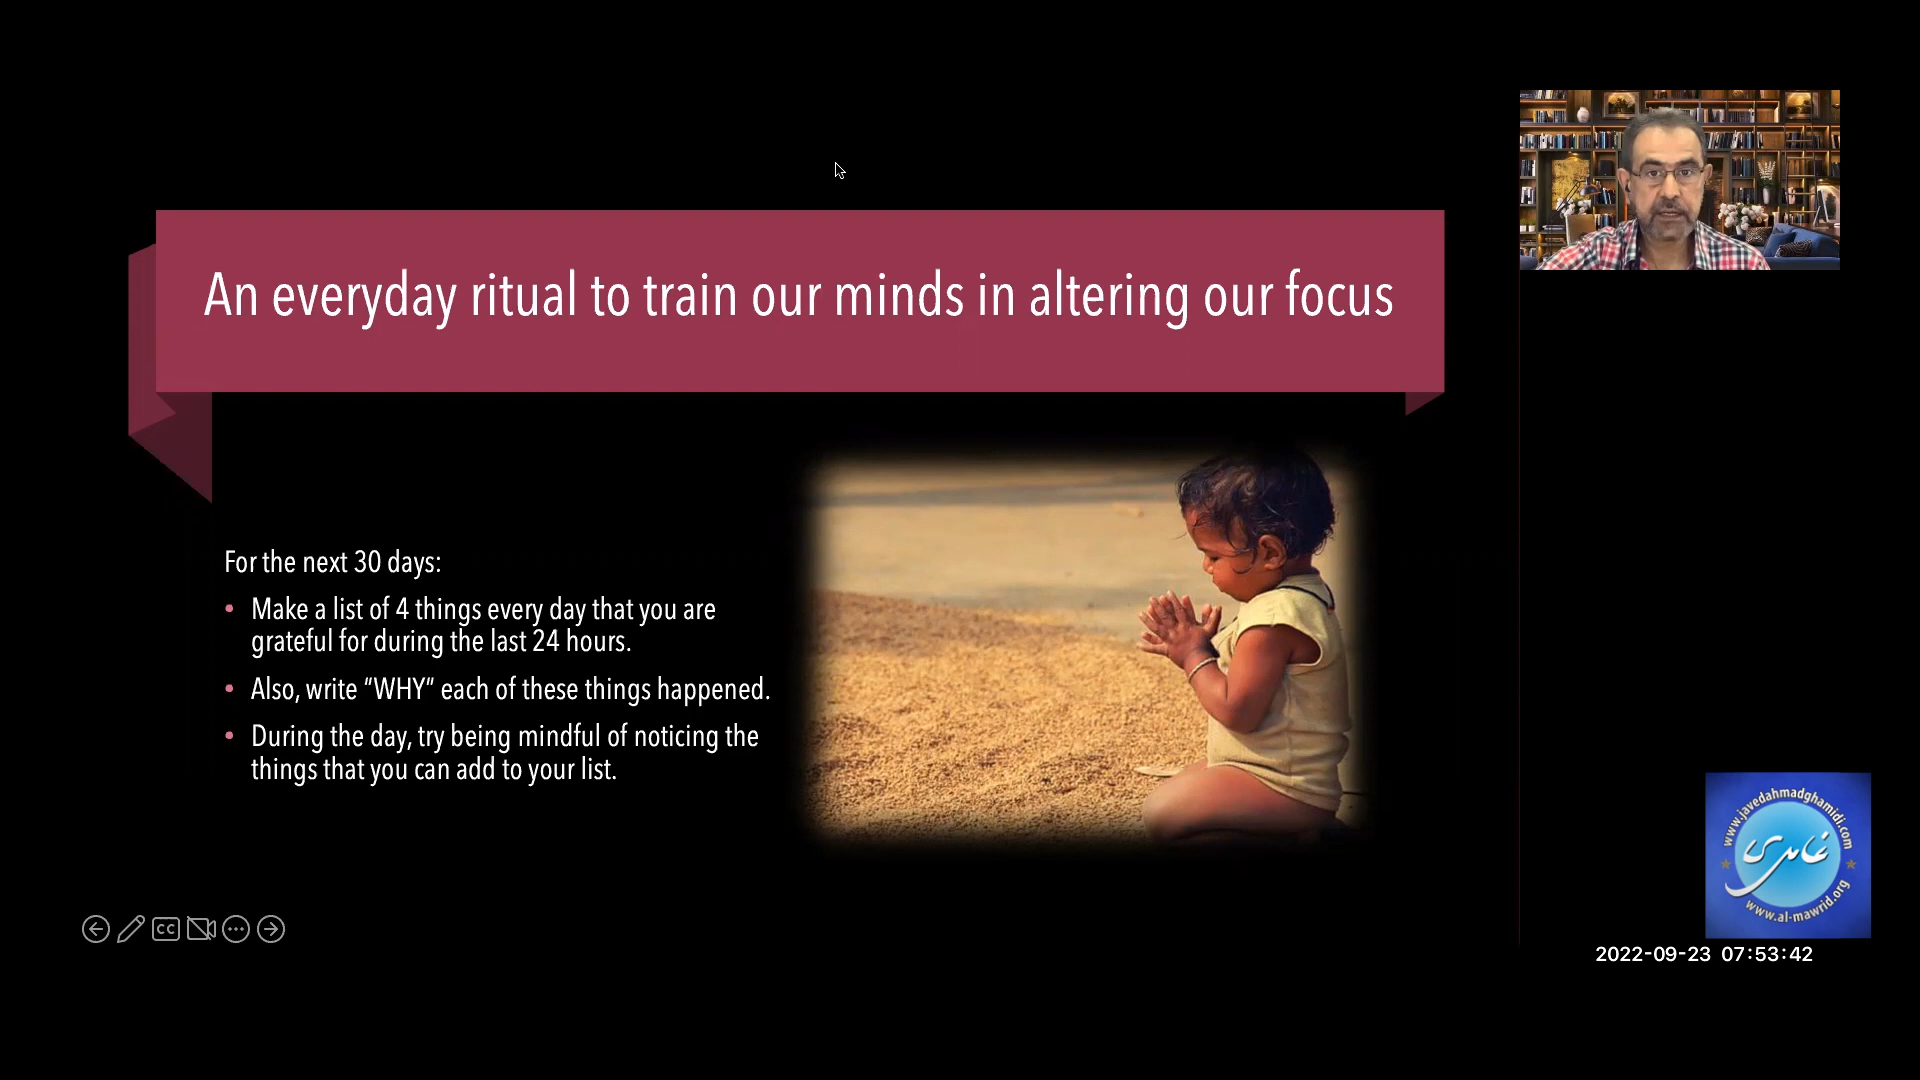 An everyday ritual to train our minds in altering our focus
For the next 30 days:
• Make a list of 4 things every day that you are
grateful for during the last 24 hours.
• Also, write “WHY” each of these things happened.
• During the day, try being mindful of noticing the
things that you can add to your list.
CC
www.javedahmadghamidi.com
غامدی
www.al-mawrid.org
2022-09-23 07:53:42